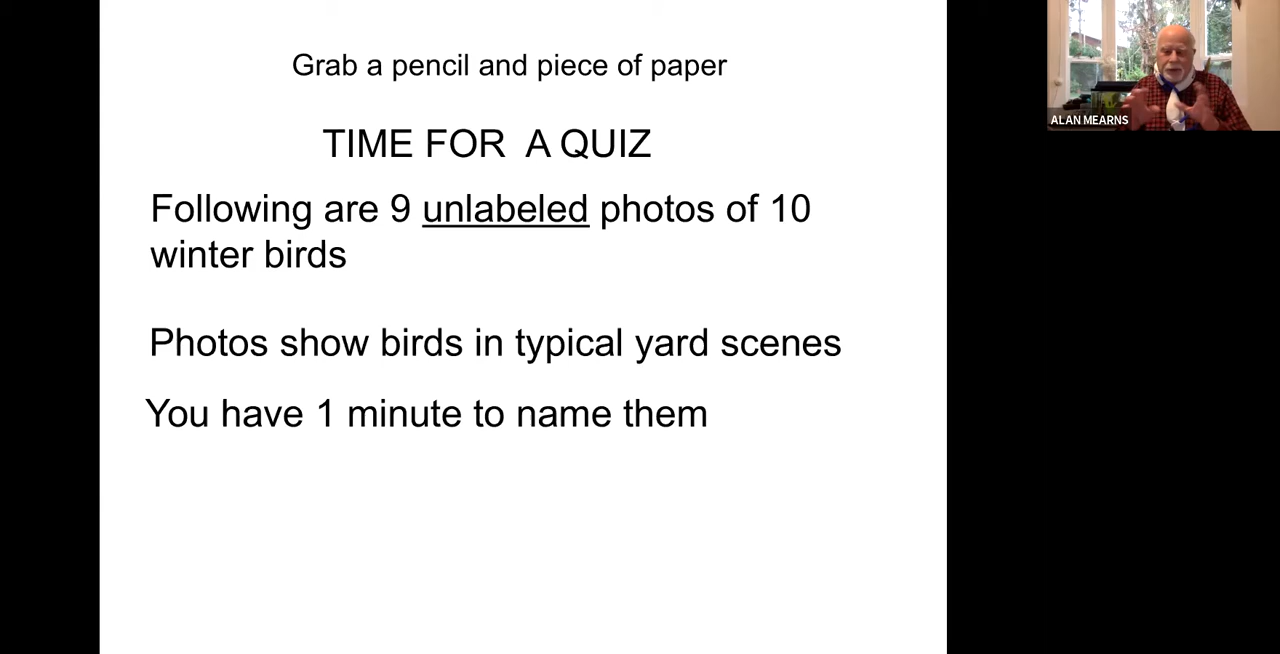 Grab a pencil and piece of paper
TIME FOR A QUIZ
Following are 9 unlabeled photos of 10
winter birds
Photos show birds in typical yard scenes
You have 1 minute to name them
ALAN MEARNS